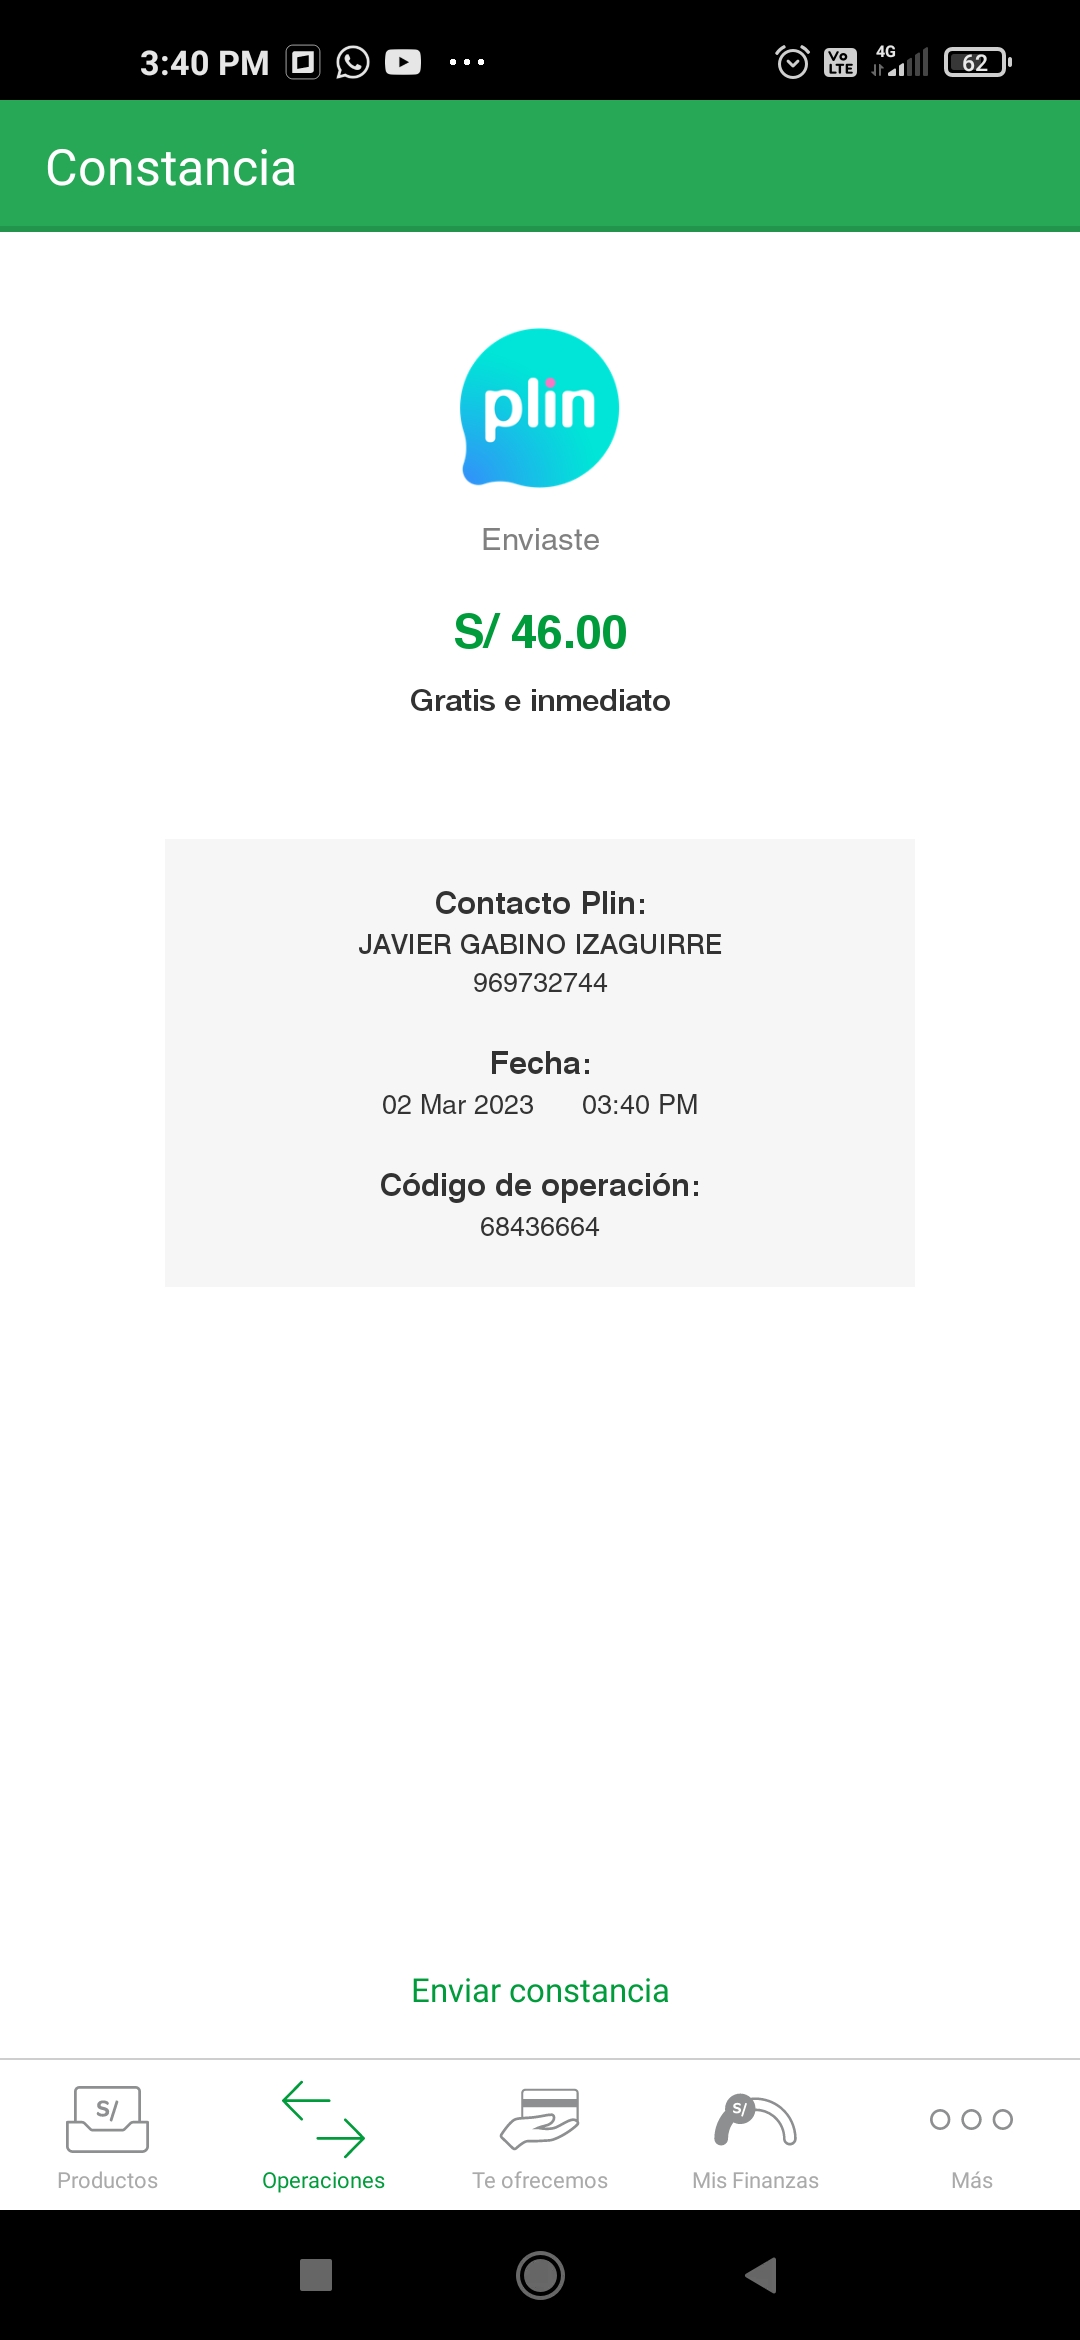 3:40 PM
Vo LTE
4G
62
Constancia
plin
Enviaste
S/ 46.00
Gratis e inmediato
Contacto Plin:
JAVIER GABINO IZAGUIRRE
969732744
Fecha:
02 Mar 2023 03:40 PM
Código de operación:
68436664
Enviar constancia
S/
S/
Productos
Operaciones
Te ofrecemos
Mis Finanzas
Más